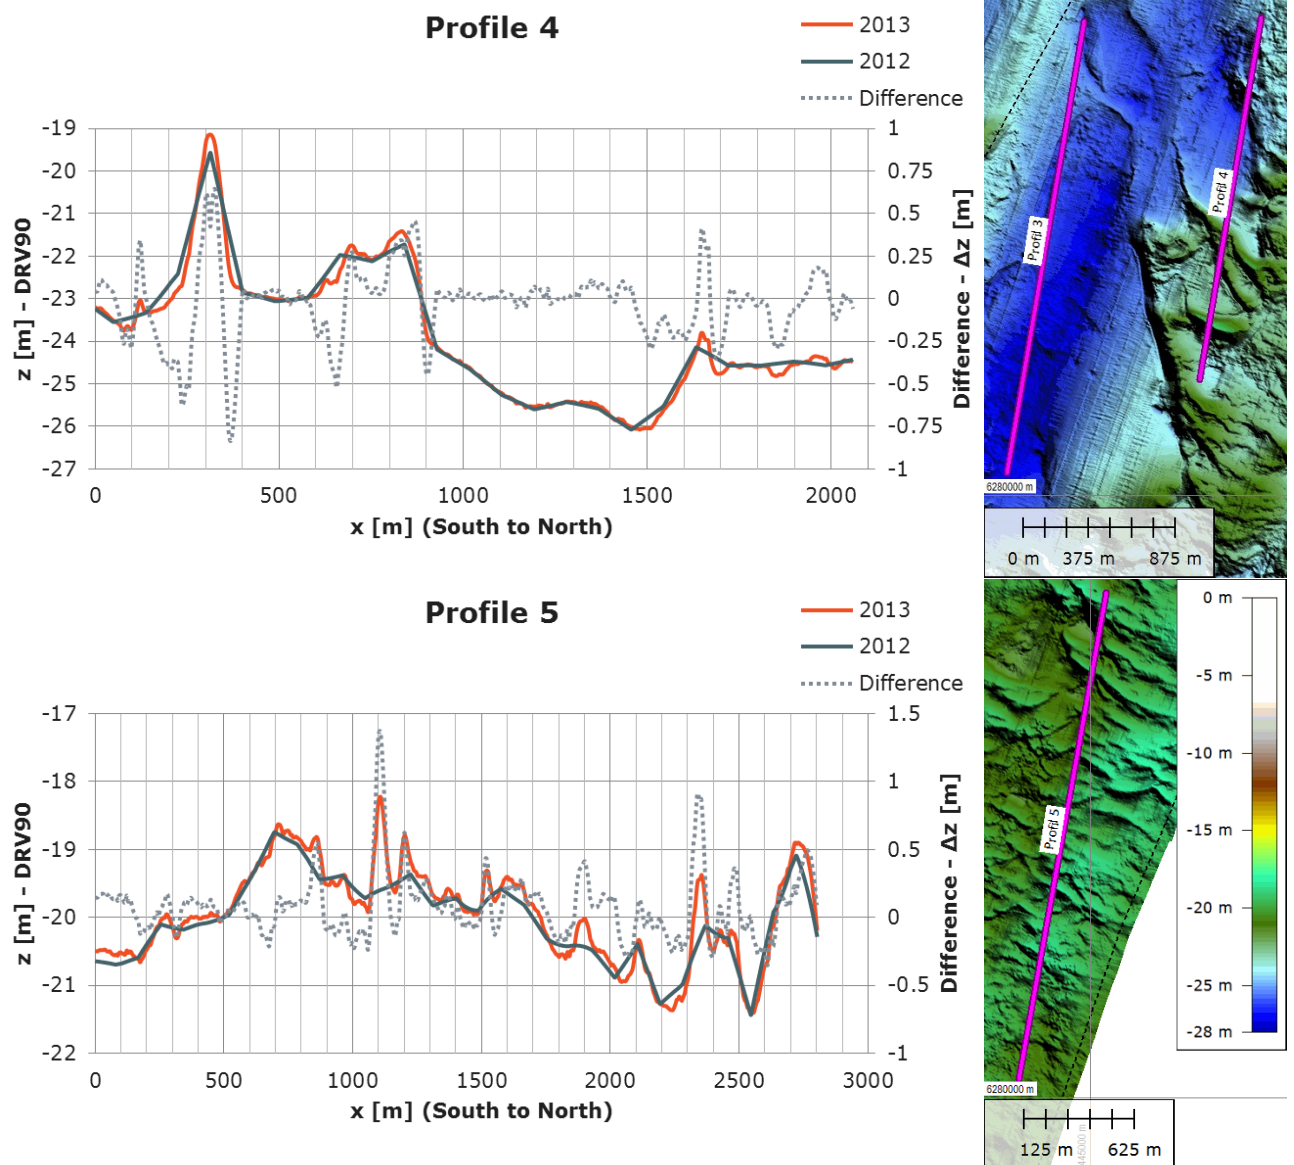 Profile 4
2013
2012
Difference
-19
-20
-21
-22
-23
-24
-25
-26
-27
z [m] - DRV90
1
0.75
0.5
0.25
0
-0.25
-0.5
-0.75
-1
Difference - Δz [m]
0
500
1000
1500
2000
x [m] (South to North)
Profil 3
Profil 4
6280000 m
0 m 375 m 875 m
Profile 5
2013
2012
Difference
-17
-18
-19
-20
-21
-22
z [m] - DRV90
1.5
1
0.5
0
-0.5
-1
Difference - Δz [m]
0
500
1000
1500
2000
2500
3000
x [m] (South to North)
Profil 5
6280000 m
125 m 625 m
445000 m
0 m
-5 m
-10 m
-15 m
-20 m
-25 m
-28 m